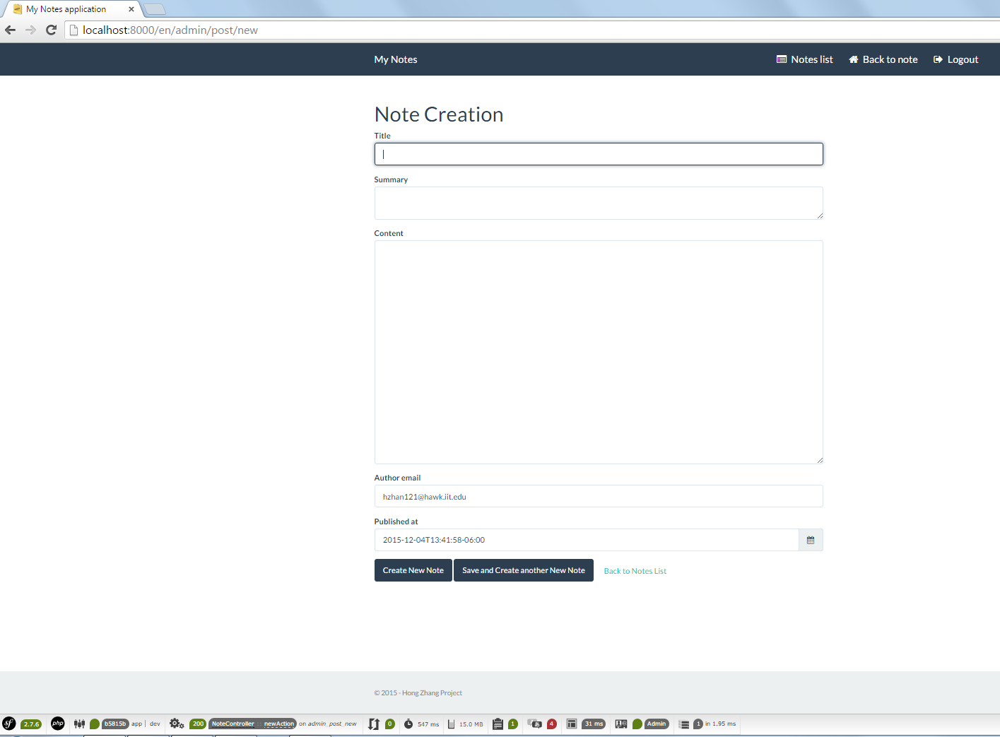 My Notes application
localhost:8000/en/admin/post/new
My Notes
Notes list
Back to note
Logout
Note Creation
Title
Summary
Content
Author email
hzhan121@hawk.iit.edu
Published at
2015-12-04T13:41:58-06:00
Create New Note
Save and Create another New Note
Back to Notes List
© 2015 - Hong Zhang Project
sf 2.7.6 php b5815b app | dev 200 NoteController :: newAction on admin_post_new 0 547 ms 15.0 MB 1 4 31 ms Admin 1 in 1.95 ms